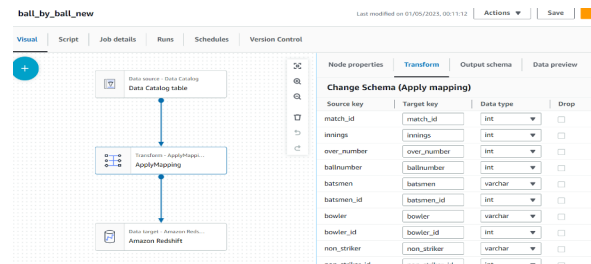 ball_by_ball_new
Last modified on 01/05/2023, 00:11:12
Actions ▼
Save
Visual
Script
Job details
Runs
Schedules
Version Control
Data source - Data Catalog
Data Catalog table
Transform - ApplyMappi...
ApplyMapping
Data target - Amazon Reds...
Amazon Redshift
Node properties
Transform
Output schema
Data preview
Change Schema (Apply mapping)
Source key Target key Data type Drop
match_id match_id int
innings innings int
over_number over_number int
ballnumber ballnumber int
batsmen batsmen varchar
batsmen_id batsmen_id int
bowler bowler varchar
bowler_id bowler_id int
non_striker non_striker varchar